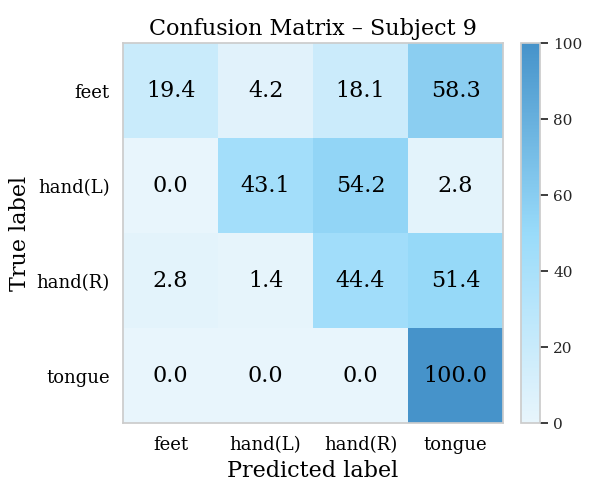 Confusion Matrix – Subject 9
True label
feet 19.4 4.2 18.1 58.3
hand(L) 0.0 43.1 54.2 2.8
hand(R) 2.8 1.4 44.4 51.4
tongue 0.0 0.0 0.0 100.0
feet hand(L) hand(R) tongue
Predicted label
100
80
60
40
20
0